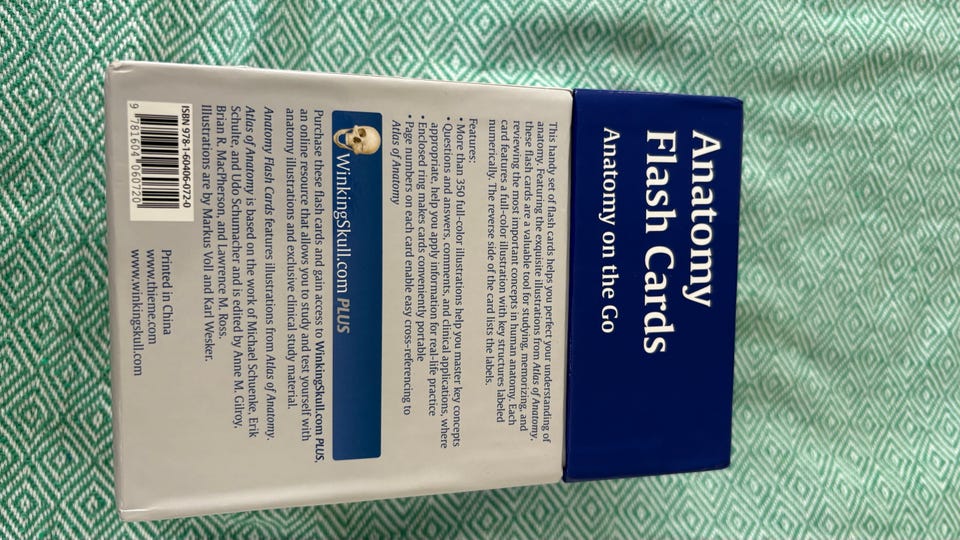 Anatomy
Flash Cards
Anatomy on the Go
This handy set of flash cards helps you perfect your understanding of
anatomy. Featuring the exquisite illustrations from Atlas of Anatomy,
these flash cards are a valuable tool for studying, memorizing, and
reviewing the most important concepts in human anatomy. Each
card features a full-color illustration with key structures labeled
numerically. The reverse side of the card lists the labels.
Features:
• More than 350 full-color illustrations help you master key concepts
• Questions and answers, comments, and clinical applications, where
appropriate, help you apply information for real-life practice
• Enclosed ring makes cards conveniently portable
• Page numbers on each card enable easy cross-referencing to
Atlas of Anatomy
WinkingSkull.com PLUS
Purchase these flash cards and gain access to WinkingSkull.com PLUS,
an online resource that allows you to study and test yourself with
anatomy illustrations and exclusive clinical study material.
Anatomy Flash Cards features illustrations from Atlas of Anatomy.
Atlas of Anatomy is based on the work of Michael Schuenke, Erik
Schulte, and Udo Schumacher and is edited by Anne M. Gilroy,
Brian R. MacPherson, and Lawrence M. Ross.
Illustrations are by Markus Voll and Karl Wesker.
ISBN 978-1-60406-072-0
9 781604 060720
Printed in China
www.thieme.com
www.winkingskull.com